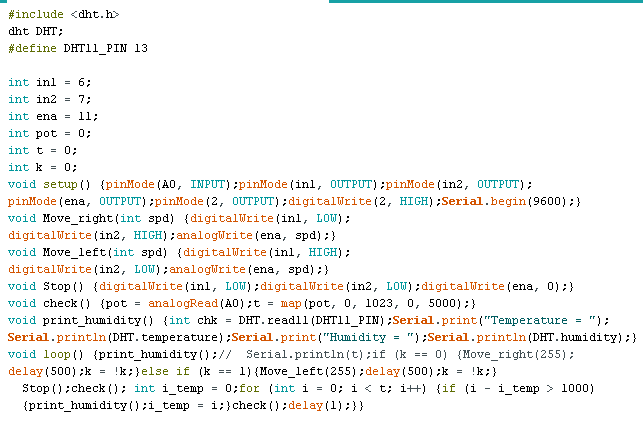 #include <dht.h>
dht DHT;
#define DHT11_PIN 13
int in1 = 6;
int in2 = 7;
int ena = 11;
int pot = 0;
int t = 0;
int k = 0;
void setup() {pinMode(A0, INPUT);pinMode(in1, OUTPUT);pinMode(in2, OUTPUT);
pinMode(ena, OUTPUT);pinMode(2, OUTPUT);digitalWrite(2, HIGH);Serial.begin(9600);}
void Move_right(int spd) {digitalWrite(in1, LOW);
digitalWrite(in2, HIGH);analogWrite(ena, spd);}
void Move_left(int spd) {digitalWrite(in1, HIGH);
digitalWrite(in2, LOW);analogWrite(ena, spd);}
void Stop() {digitalWrite(in1, LOW);digitalWrite(in2, LOW);digitalWrite(ena, 0);}
void check() {pot = analogRead(A0);t = map(pot, 0, 1023, 0, 5000);}
void print_humidity() {int chk = DHT.read11(DHT11_PIN);Serial.print("Temperature = ");
Serial.println(DHT.temperature);Serial.print("Humidity = ");Serial.println(DHT.humidity);}
void loop() {print_humidity();//  Serial.println(t);if (k == 0) {Move_right(255);
delay(500);k = !k;}else if (k == 1){Move_left(255);delay(500);k = !k;}
Stop();check(); int i_temp = 0;for (int i = 0; i < t; i++) {if (i - i_temp > 1000)
{print_humidity();i_temp = i;}check();delay(1);}}